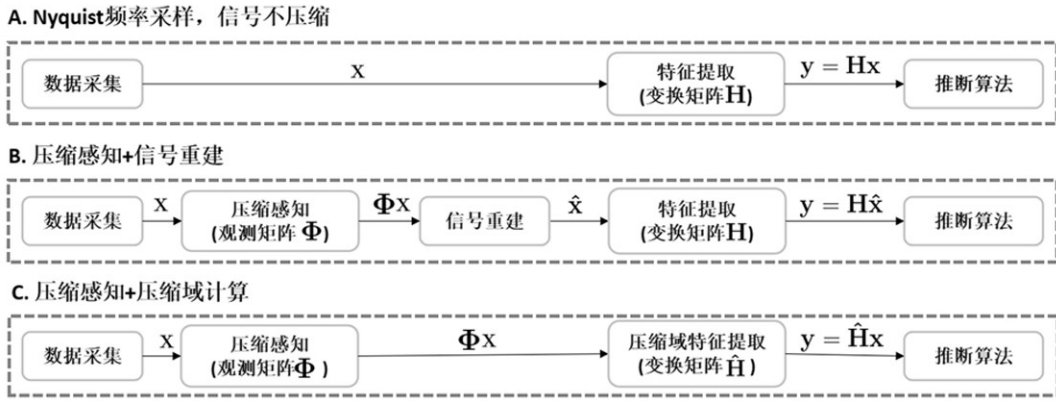 A. Nyquist频率采样，信号不压缩
数据采集
x
特征提取
(变换矩阵H)
y = Hx
推断算法
B. 压缩感知+信号重建
数据采集
x
压缩感知
(观测矩阵 Φ)
Φx
信号重建
x̂
特征提取
(变换矩阵H)
y = Hx̂
推断算法
C. 压缩感知+压缩域计算
数据采集
x
压缩感知
(观测矩阵Φ )
Φx
压缩域特征提取
(变换矩阵Ĥ )
y = Ĥx
推断算法